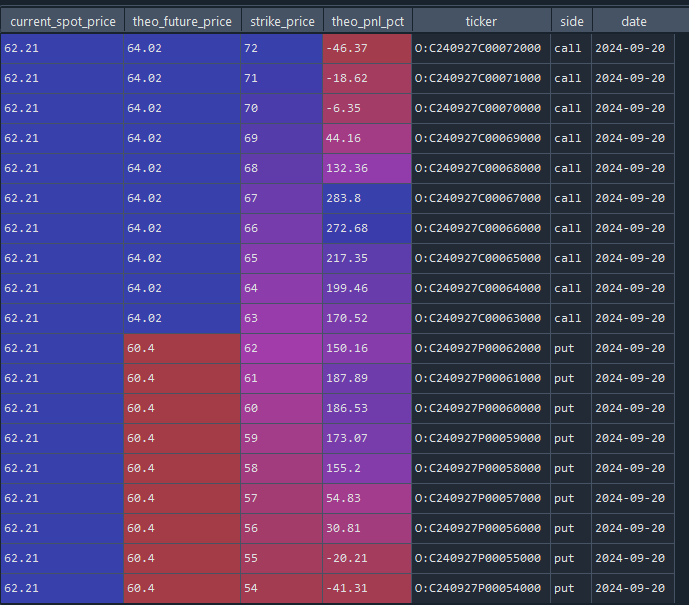 current_spot_price theo_future_price strike_price theo_pnl_pct ticker side date
62.21 64.02 72 -46.37 O:C240927C00072000 call 2024-09-20
62.21 64.02 71 -18.62 O:C240927C00071000 call 2024-09-20
62.21 64.02 70 -6.35 O:C240927C00070000 call 2024-09-20
62.21 64.02 69 44.16 O:C240927C00069000 call 2024-09-20
62.21 64.02 68 132.36 O:C240927C00068000 call 2024-09-20
62.21 64.02 67 283.8 O:C240927C00067000 call 2024-09-20
62.21 64.02 66 272.68 O:C240927C00066000 call 2024-09-20
62.21 64.02 65 217.35 O:C240927C00065000 call 2024-09-20
62.21 64.02 64 199.46 O:C240927C00064000 call 2024-09-20
62.21 64.02 63 170.52 O:C240927C00063000 call 2024-09-20
62.21 60.4 62 150.16 O:C240927P00062000 put 2024-09-20
62.21 60.4 61 187.89 O:C240927P00061000 put 2024-09-20
62.21 60.4 60 186.53 O:C240927P00060000 put 2024-09-20
62.21 60.4 59 173.07 O:C240927P00059000 put 2024-09-20
62.21 60.4 58 155.2 O:C240927P00058000 put 2024-09-20
62.21 60.4 57 54.83 O:C240927P00057000 put 2024-09-20
62.21 60.4 56 30.81 O:C240927P00056000 put 2024-09-20
62.21 60.4 55 -20.21 O:C240927P00055000 put 2024-09-20
62.21 60.4 54 -41.31 O:C240927P00054000 put 2024-09-20